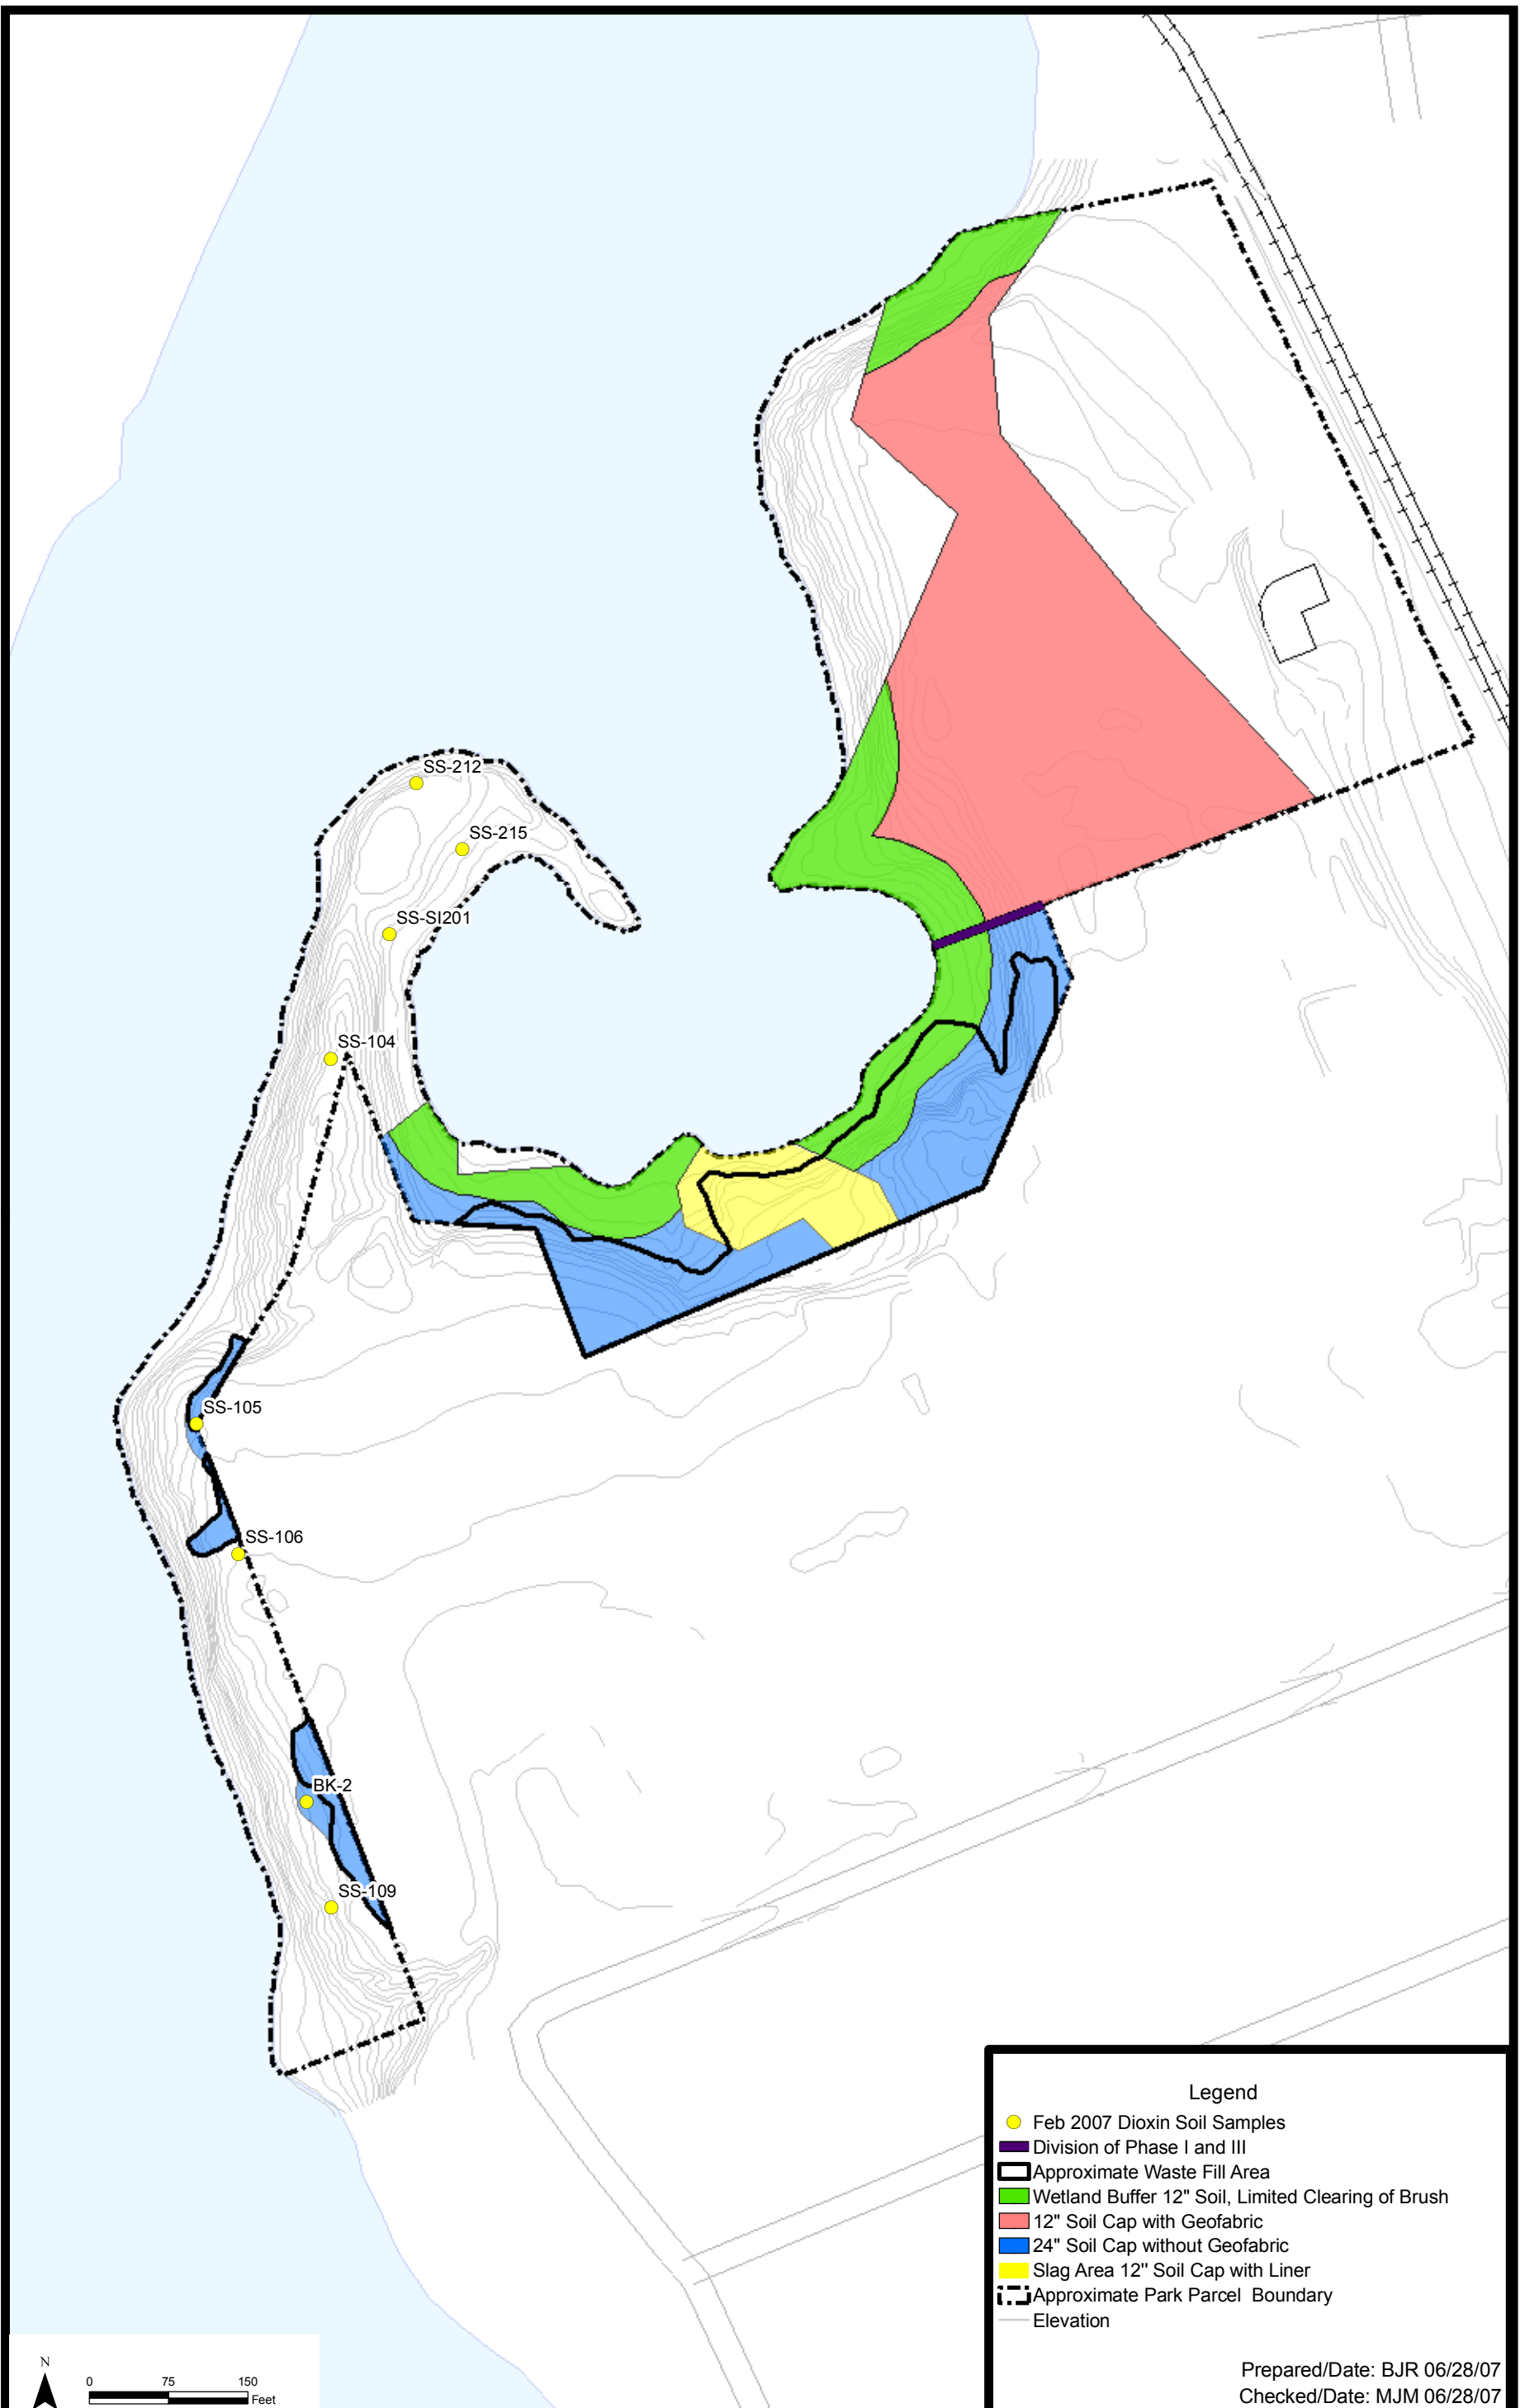 SS-212
SS-215
SS-SI201
SS-104
SS-105
SS-106
BK-2
SS-109
Legend
Feb 2007 Dioxin Soil Samples
Division of Phase I and III
Approximate Waste Fill Area
Wetland Buffer 12" Soil, Limited Clearing of Brush
12" Soil Cap with Geofabric
24" Soil Cap without Geofabric
Slag Area 12" Soil Cap with Liner
Approximate Park Parcel Boundary
Elevation
Prepared/Date: BJR 06/28/07
Checked/Date: MJM 06/28/07
N
0 75 150
Feet